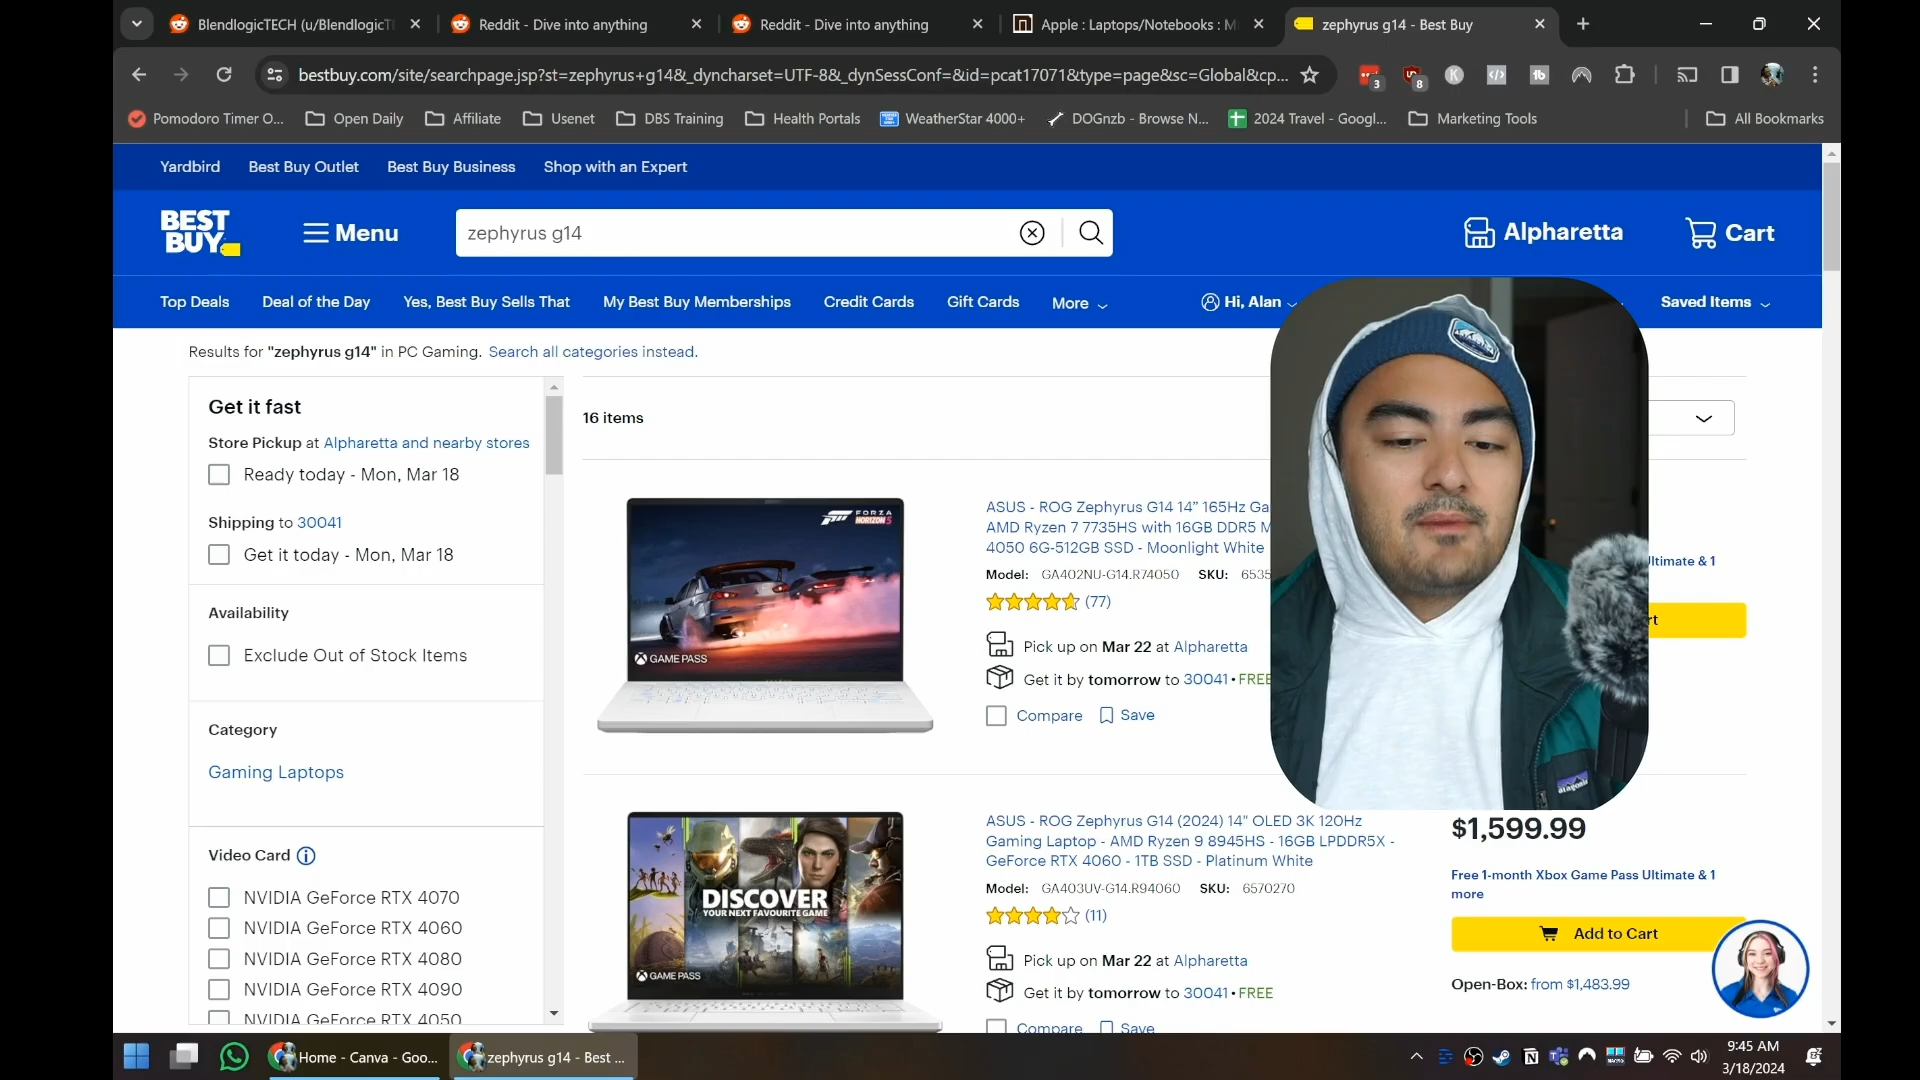 BlendlogicTECH (u/BlendlogicT
Reddit - Dive into anything
Reddit - Dive into anything
Apple : Laptops/Notebooks : M
zephyrus g14 - Best Buy
bestbuy.com/site/searchpage.jsp?st=zephyrus+g14&_dyncharset=UTF-8&_dynSessConf=&id=pcat17071&type=page&sc=Global&cp...
3
8
K
tb
Pomodoro Timer O...
Open Daily
Affiliate
Usenet
DBS Training
Health Portals
WeatherStar 4000+
DOGnzb - Browse N...
2024 Travel - Googl...
Marketing Tools
All Bookmarks
Yardbird
Best Buy Outlet
Best Buy Business
Shop with an Expert
BEST
BUY
Menu
zephyrus g14
Alpharetta
Cart
Top Deals
Deal of the Day
Yes, Best Buy Sells That
My Best Buy Memberships
Credit Cards
Gift Cards
More
Hi, Alan
Saved Items
Results for "zephyrus g14" in PC Gaming. Search all categories instead.
Get it fast
Store Pickup at Alpharetta and nearby stores
Ready today - Mon, Mar 18
Shipping to 30041
Get it today - Mon, Mar 18
Availability
Exclude Out of Stock Items
Category
Gaming Laptops
Video Card
NVIDIA GeForce RTX 4070
NVIDIA GeForce RTX 4060
NVIDIA GeForce RTX 4080
NVIDIA GeForce RTX 4090
NVIDIA GeForce RTX 4050
16 items
FORZA
HORIZON 5
GAME PASS
ASUS - ROG Zephyrus G14 14” 165Hz Ga
AMD Ryzen 7 7735HS with 16GB DDR5 M
4050 6G-512GB SSD - Moonlight White
Model: GA402NU-G14.R74050 SKU: 6535
(77)
Pick up on Mar 22 at Alpharetta
Get it by tomorrow to 30041 • FREE
Compare
Save
ltimate & 1
rt
patagonia
DISCOVER
YOUR NEXT FAVOURITE GAME
GAME PASS
ASUS - ROG Zephyrus G14 (2024) 14" OLED 3K 120Hz
Gaming Laptop - AMD Ryzen 9 8945HS - 16GB LPDDR5X -
GeForce RTX 4060 - 1TB SSD - Platinum White
Model: GA403UV-G14.R94060 SKU: 6570270
(11)
Pick up on Mar 22 at Alpharetta
Get it by tomorrow to 30041 • FREE
Compare
Save
$1,599.99
Free 1-month Xbox Game Pass Ultimate & 1
more
Add to Cart
Open-Box: from $1,483.99
Home - Canva - Goo...
zephyrus g14 - Best ...
9:45 AM
3/18/2024